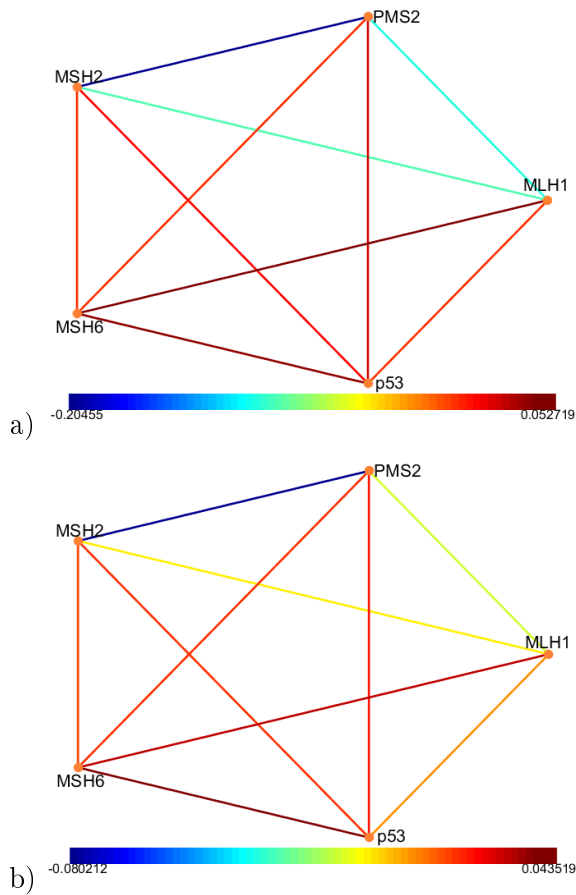 PMS2
MSH2
MLH1
MSH6
p53
-0.20455 0.052719
a)
PMS2
MSH2
MLH1
MSH6
p53
-0.080212 0.043519
b)